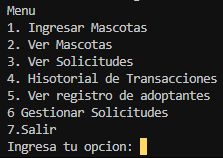 Menu
1. Ingresar Mascotas
2. Ver Mascotas
3. Ver Solicitudes
4. Hisotorial de Transacciones
5. Ver registro de adoptantes
6 Gestionar Solicitudes
7.Salir
Ingresa tu opcion: